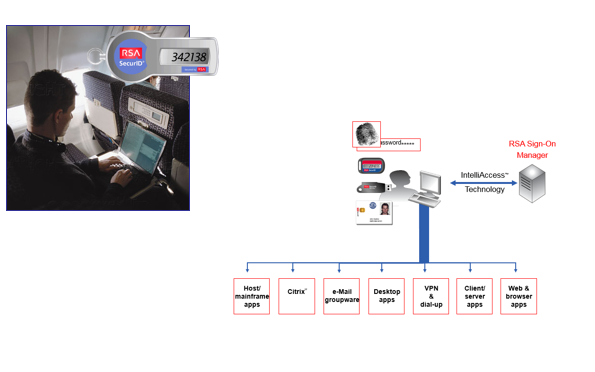 RSA
SecurID®
342138
RSA Sign-On
Manager
assword•••••
IntelliAccess™
Technology
Host/
mainframe
apps
Citrix®
e-Mail
groupware
Desktop
apps
VPN
&
dial-up
Client/
server
apps
Web &
browser
apps